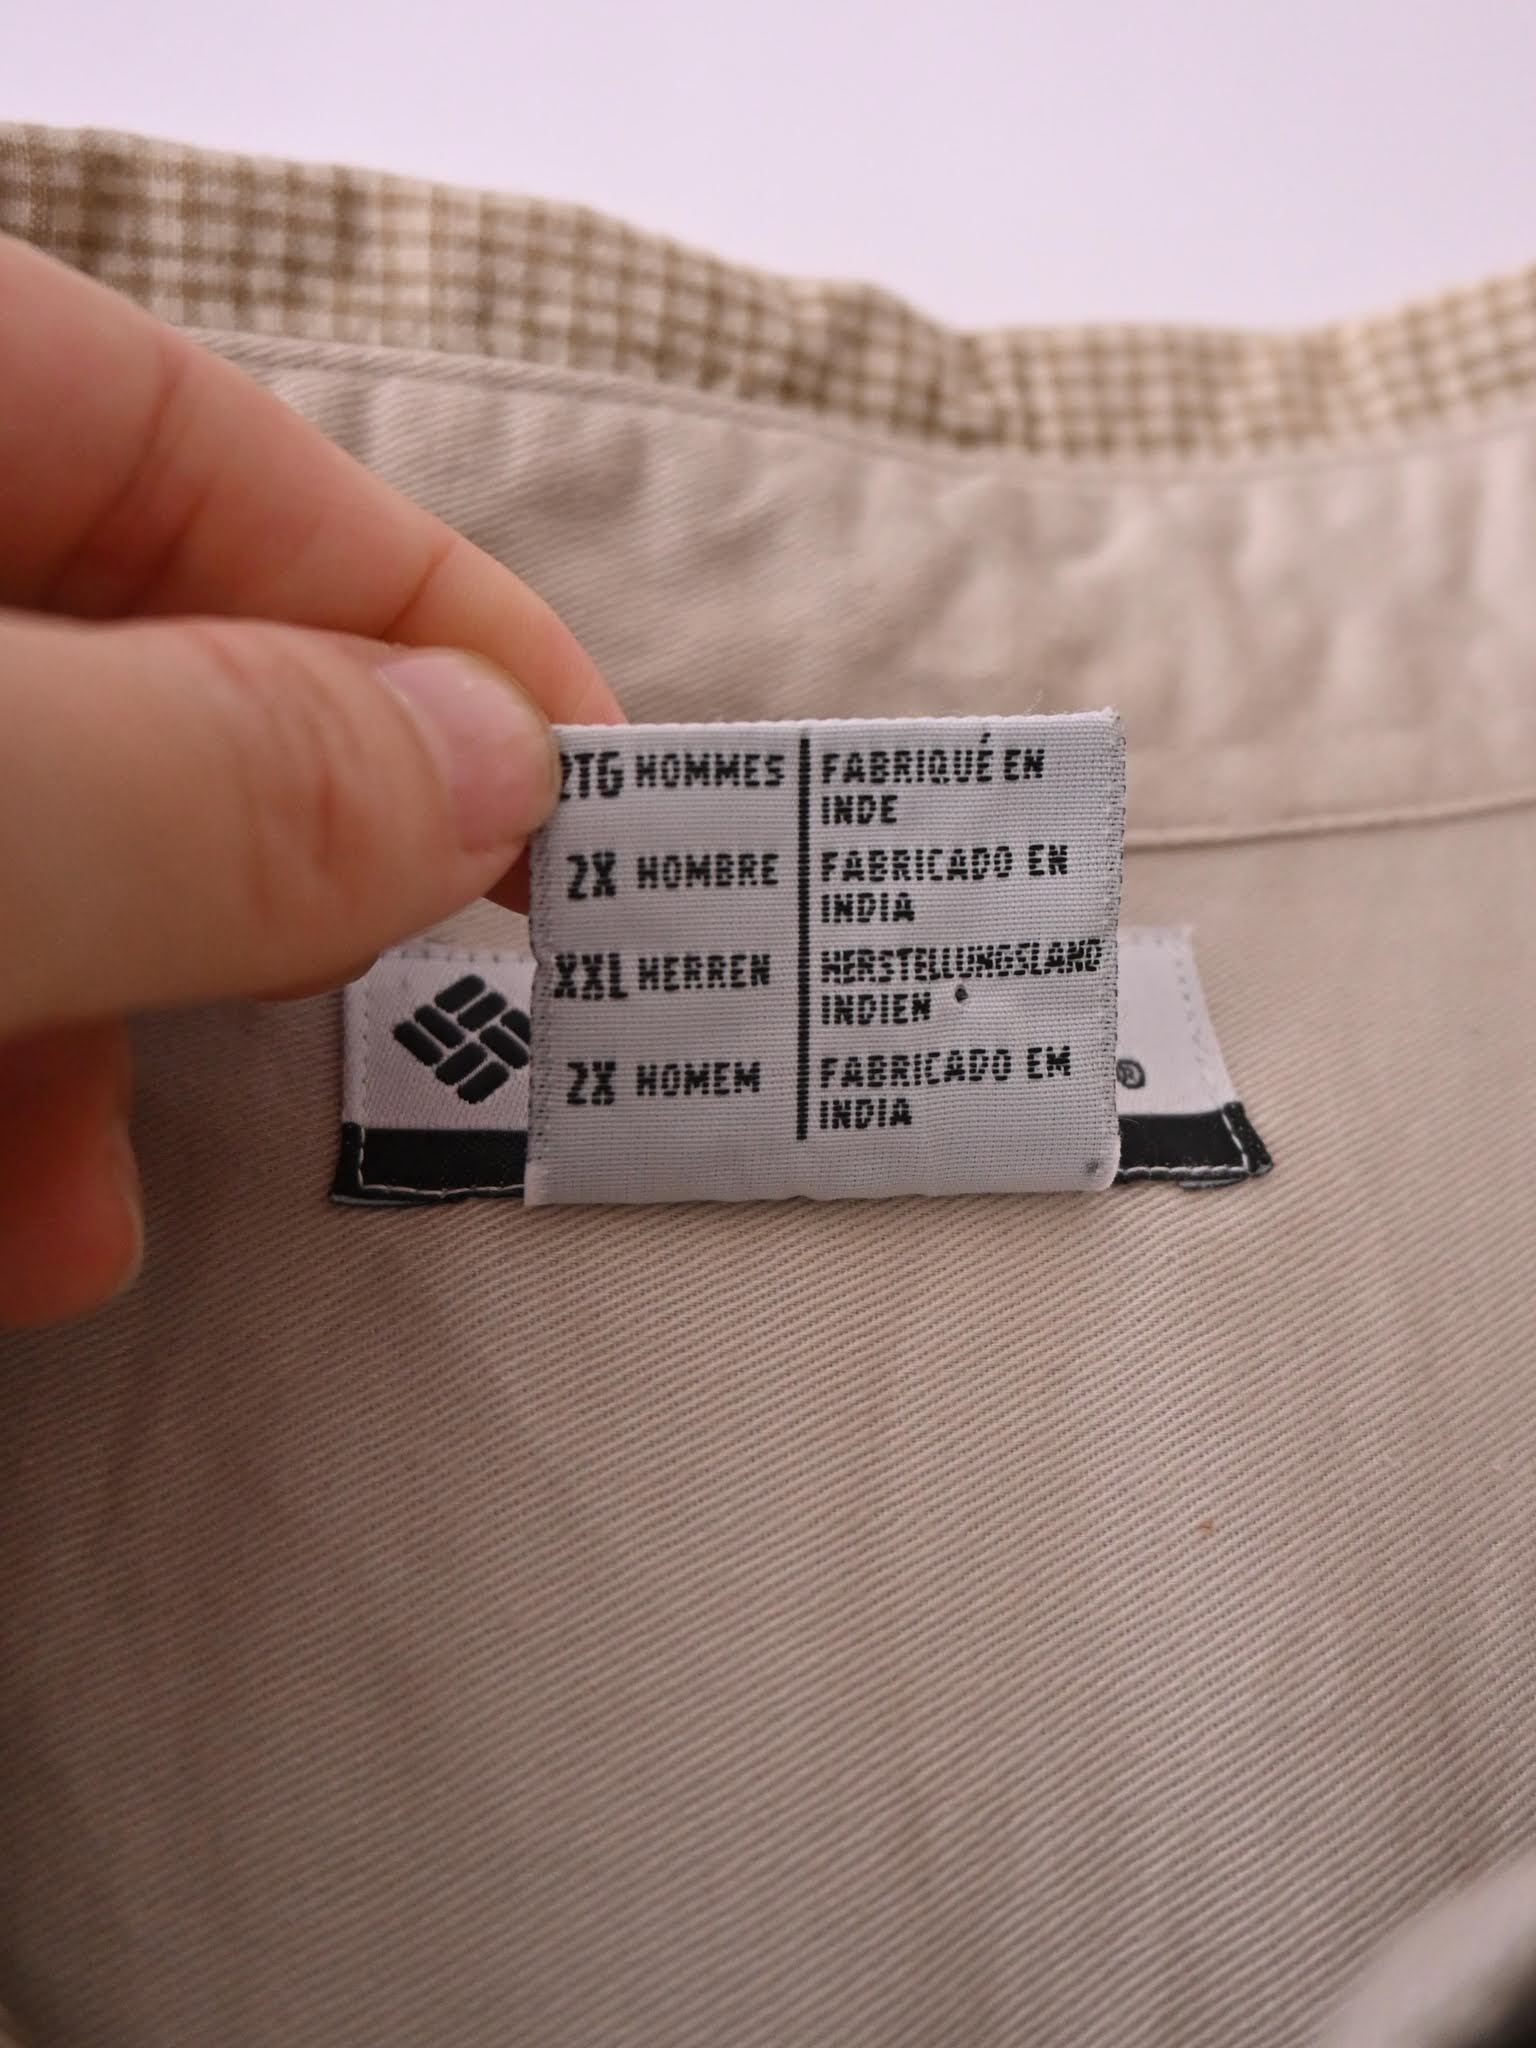 2TG HOMMES
FABRIQUÉ EN
INDE
2X HOMBRE
FABRICADO EN
INDIA
XXL HERREN
HERSTELLUNGSLAND
INDIEN
2X HOMEM
FABRICADO EM
INDIA
®